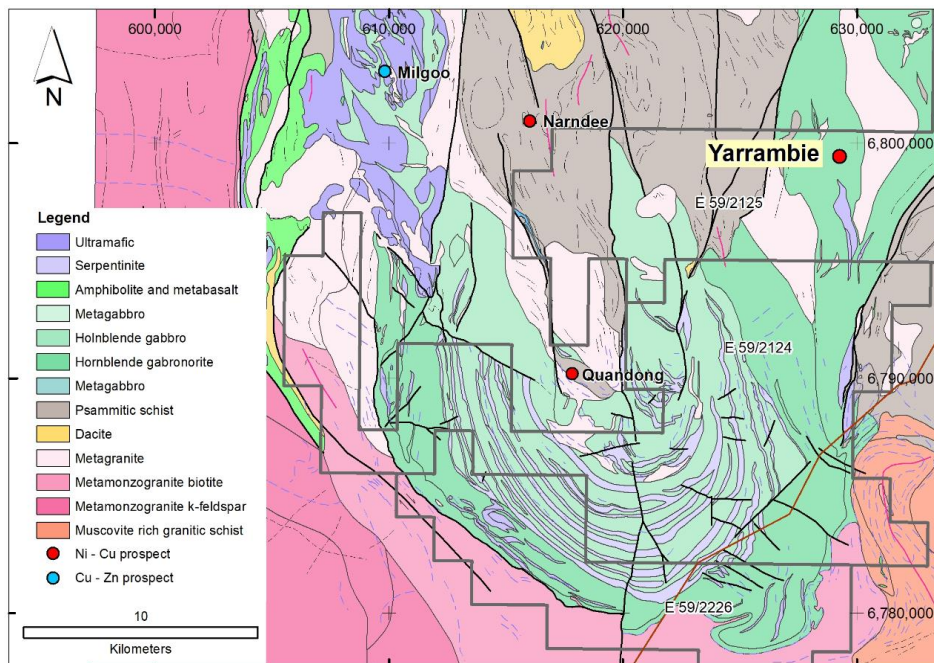 600,000
610,000
620,000
630,000
N
Milgoo
Narndee
Yarrambie
6,800,000
E 59/2125
Legend
Ultramafic
Serpentinite
Amphibolite and metabasalt
Metagabbro
Holnblende gabbro
Hornblende gabronorite
Metagabbro
Psammitic schist
Dacite
Metagranite
Metamonzogranite biotite
Metamonzogranite k-feldspar
Muscovite rich granitic schist
Ni - Cu prospect
Cu - Zn prospect
10
Kilometers
E 59/2124
Quandong
6,790,000
E 59/2226
6,780,000